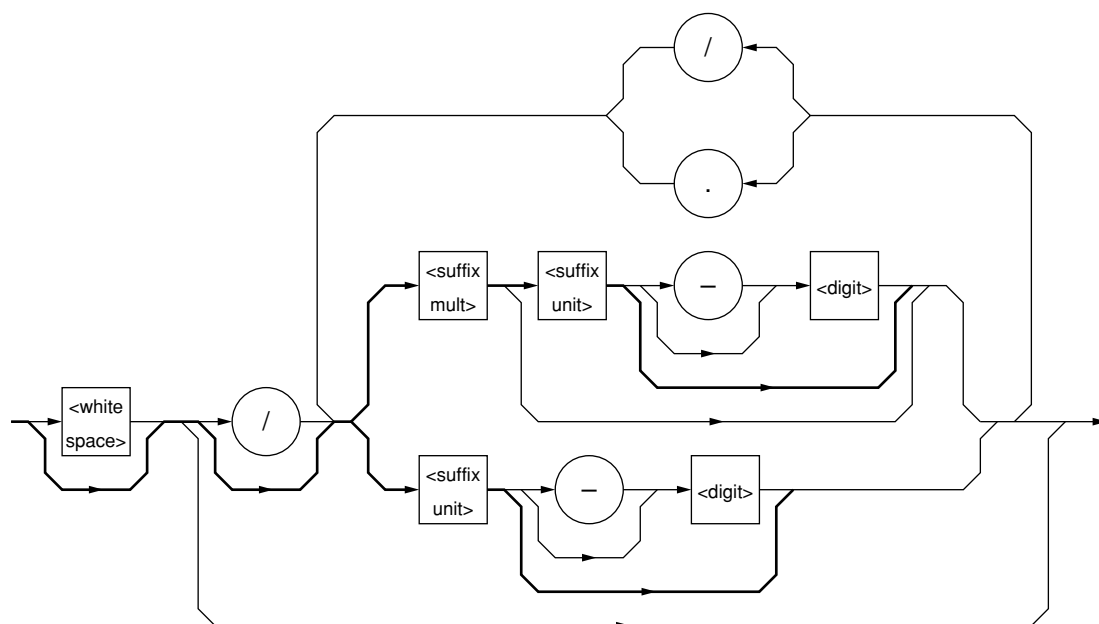 /
.
<suffix
mult>
<suffix
unit>
–
<digit>
<white
space>
/
<suffix
unit>
–
<digit>